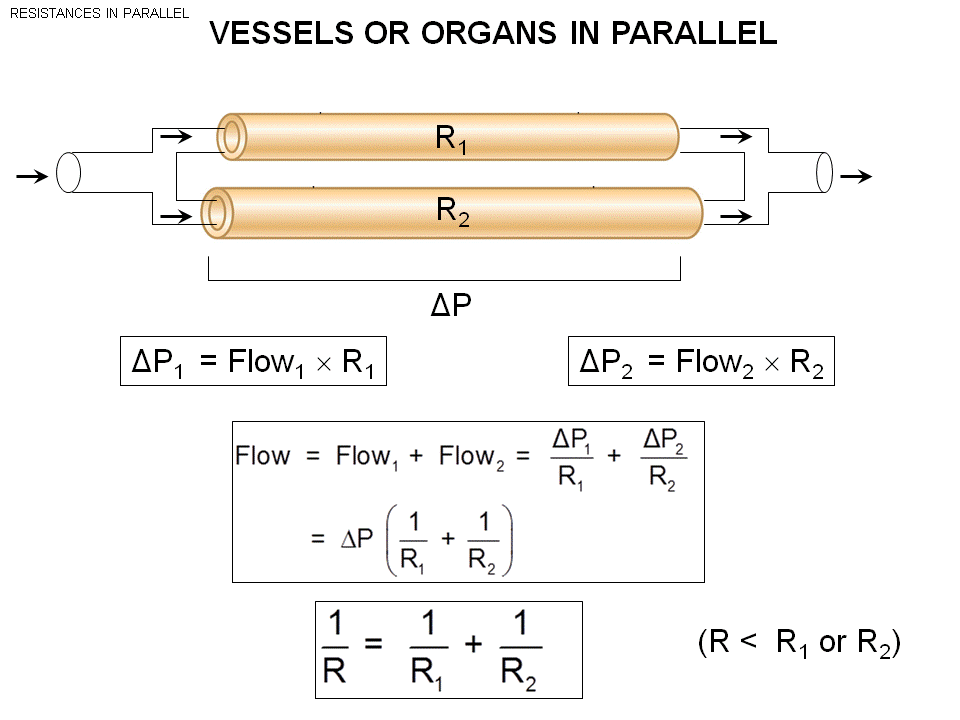 RESISTANCES IN PARALLEL
VESSELS OR ORGANS IN PARALLEL
R₁
R₂
ΔP
ΔP₁ = Flow₁ × R₁
ΔP₂ = Flow₂ × R₂
Flow = Flow₁ + Flow₂ = ΔP₁/R₁ + ΔP₂/R₂
= ΔP (1/R₁ + 1/R₂)
1/R = 1/R₁ + 1/R₂
(R < R₁ or R₂)